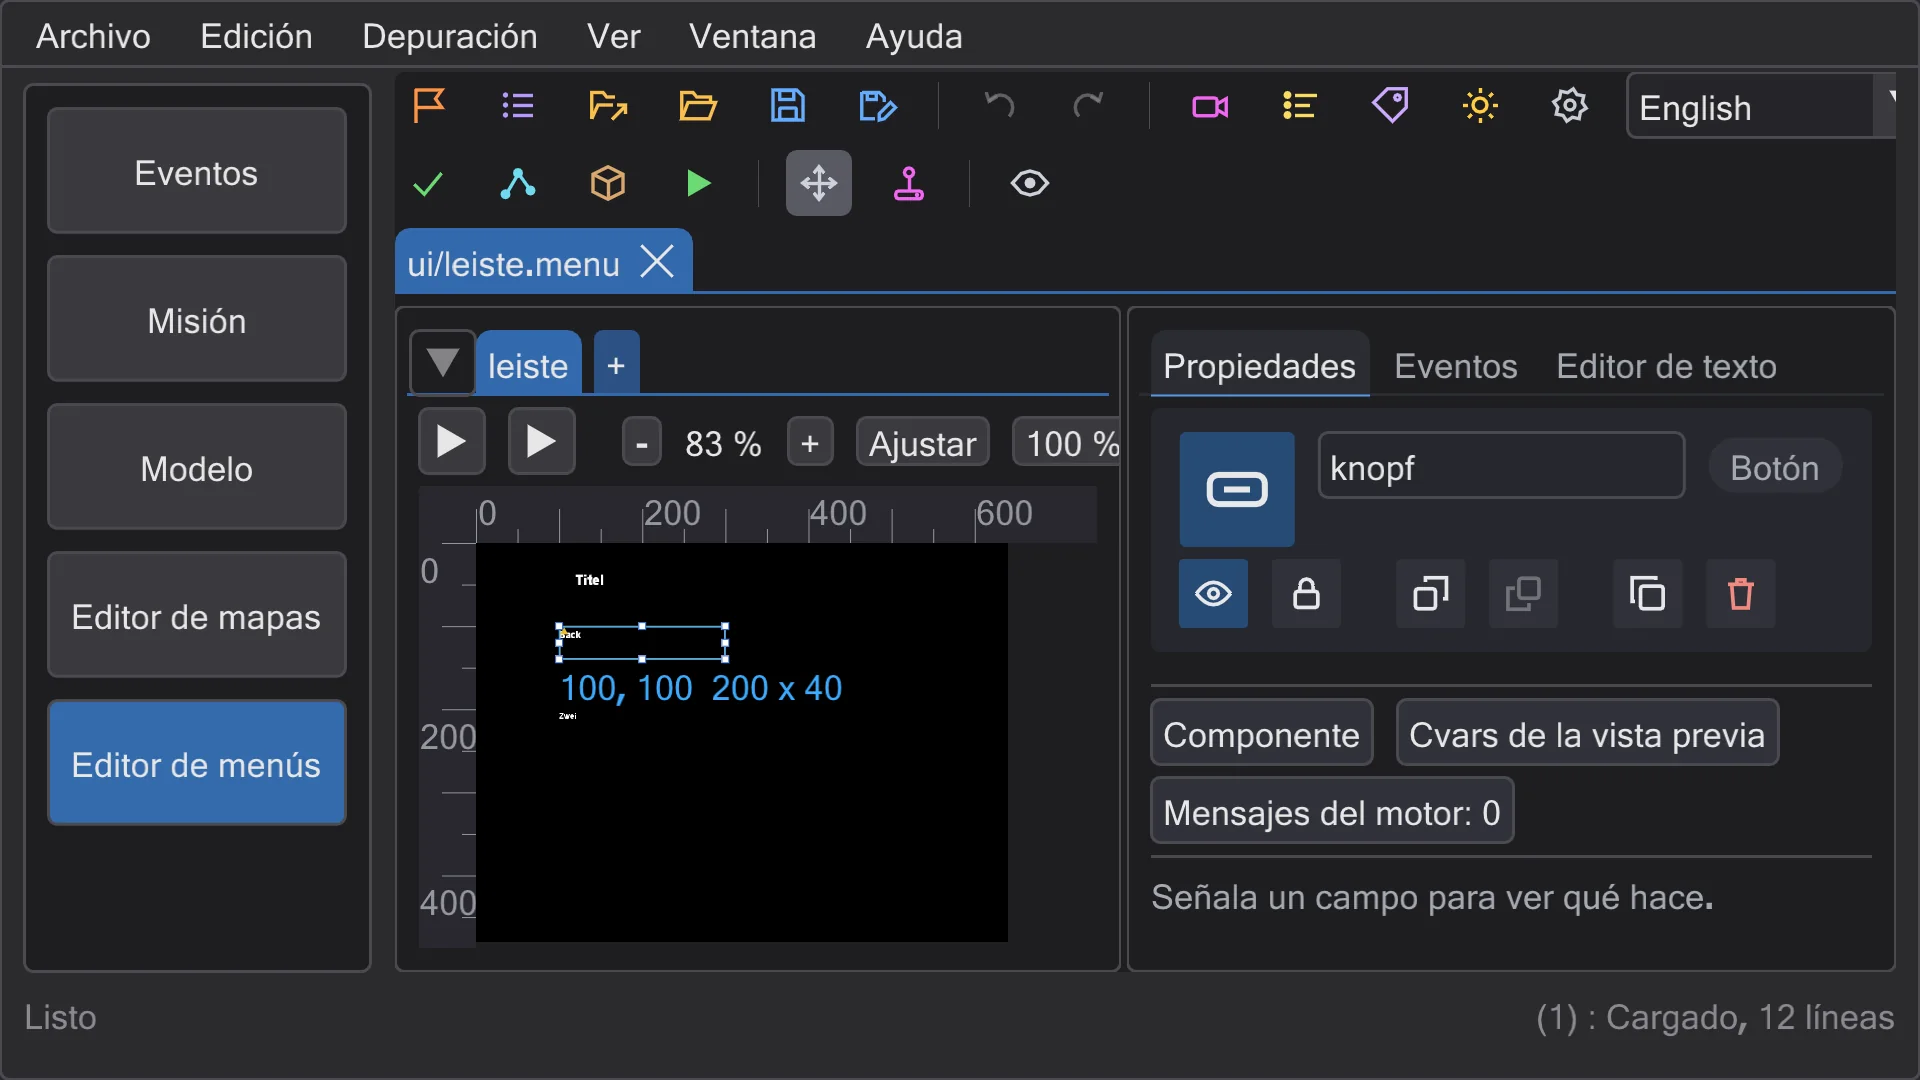 Archivo Edición Depuración Ver Ventana Ayuda
English
Eventos
Misión
Modelo
Editor de mapas
Editor de menús
ui/leiste.menu
leiste +
- 83 % + Ajustar 100 %
0 200 400 600
0
200
400
Titel
Back
100, 100 200 x 40
Zwei
Propiedades Eventos Editor de texto
knopf Botón
Componente Cvars de la vista previa
Mensajes del motor: 0
Señala un campo para ver qué hace.
Listo (1) : Cargado, 12 líneas